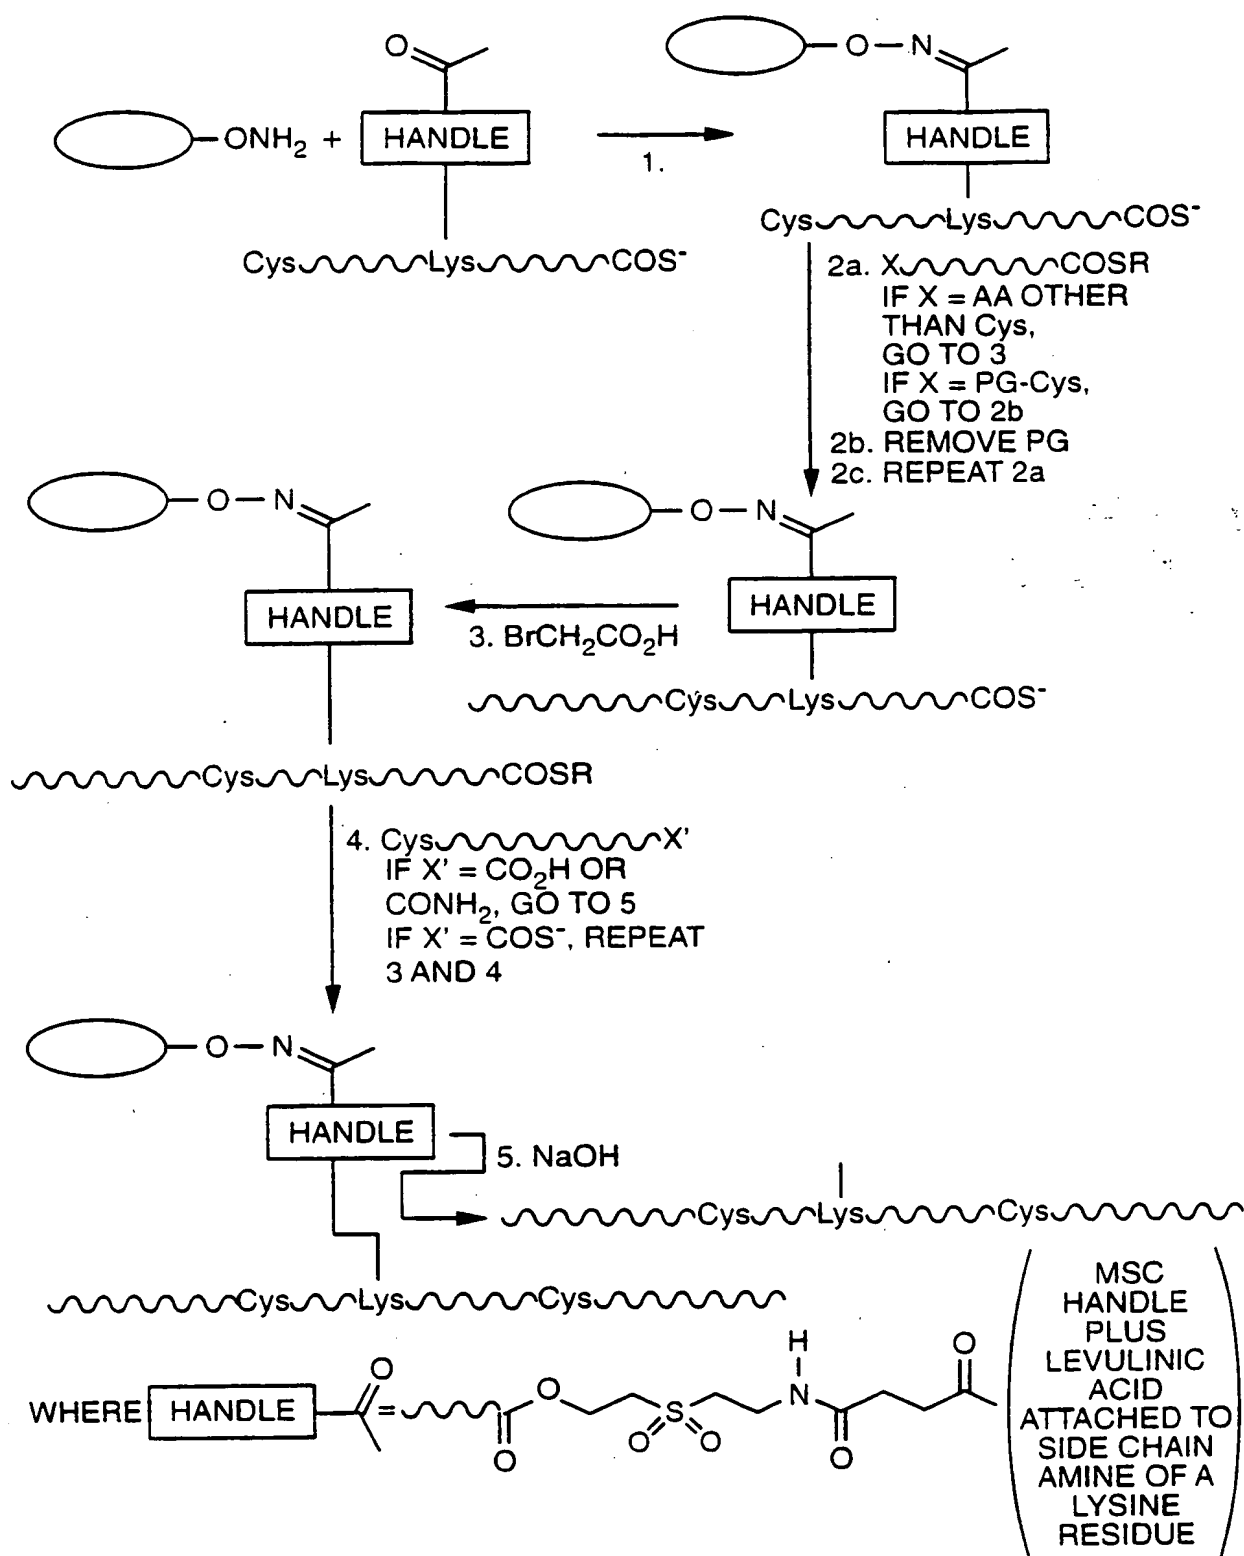 O
O—N
ONH2 + HANDLE
1.
HANDLE
Cys Lys COS-
Cys Lys COS-
2a. X COSR
IF X = AA OTHER
THAN Cys,
GO TO 3
IF X = PG-Cys,
GO TO 2b
2b. REMOVE PG
2c. REPEAT 2a
O—N
O—N
HANDLE
HANDLE
3. BrCH2CO2H
Cys Lys COS-
Cys Lys COSR
4. Cys X'
IF X' = CO2H OR
CONH2, GO TO 5
IF X' = COS-, REPEAT
3 AND 4
O—N
HANDLE
5. NaOH
Cys Lys Cys
Cys Lys Cys
WHERE HANDLE O = O O S O O H N O O
MSC
HANDLE
PLUS
LEVULINIC
ACID
ATTACHED TO
SIDE CHAIN
AMINE OF A
LYSINE
RESIDUE